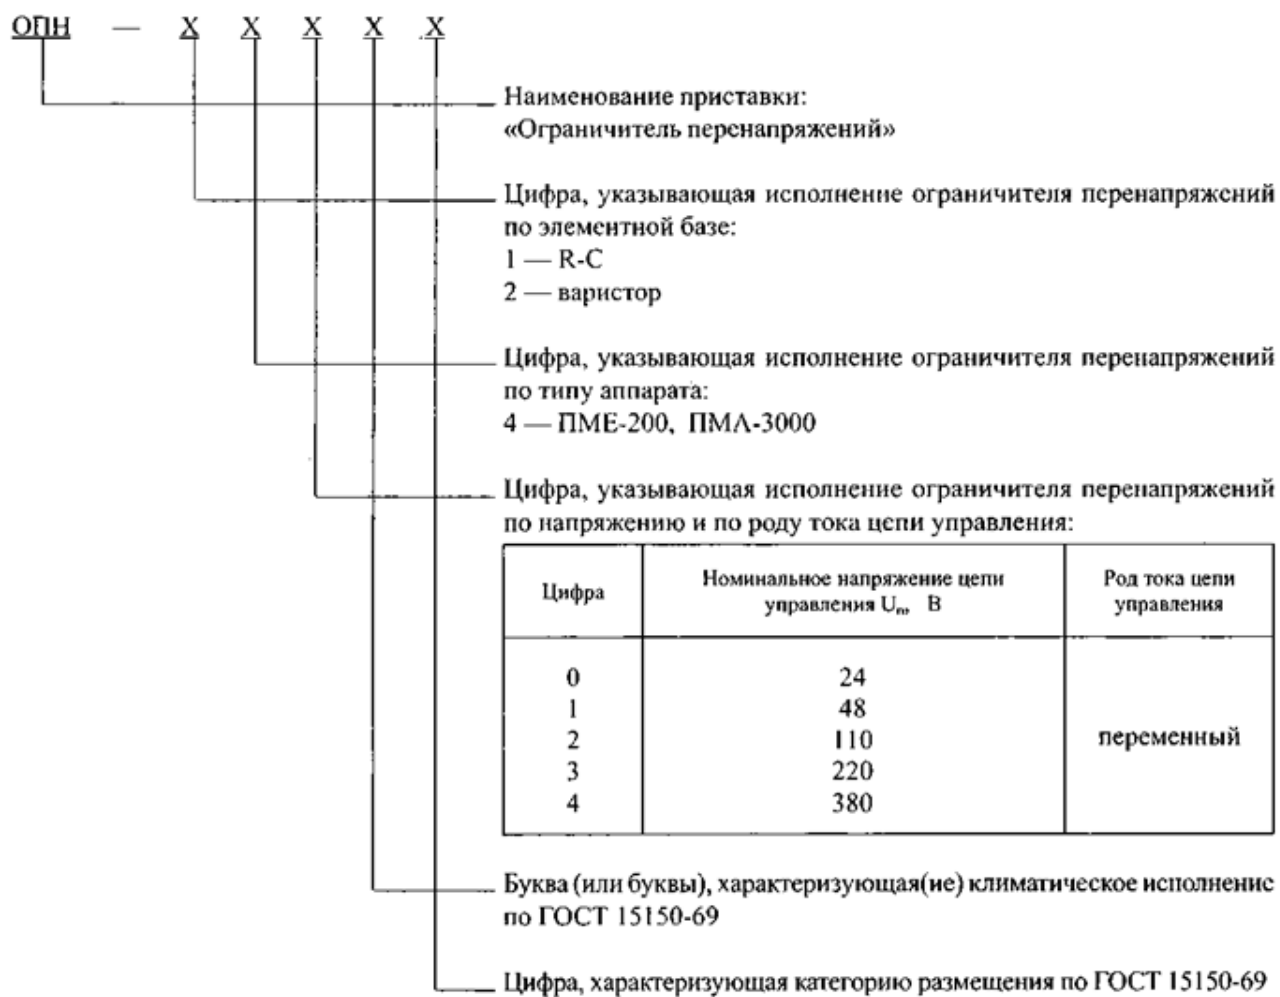 ОПН — X X X X X
Наименование приставки:
«Ограничитель перенапряжений»
Цифра, указывающая исполнение ограничителя перенапряжений
по элементной базе:
1 — R-C
2 — варистор
Цифра, указывающая исполнение ограничителя перенапряжений
по типу аппарата:
4 — ПМЕ-200, ПМЛ-3000
Цифра, указывающая исполнение ограничителя перенапряжений
по напряжению и по роду тока цепи управления:
Цифра Номинальное напряжение цепи Род тока цепи
управления Uн, В управления
0 24
1 48
2 110 переменный
3 220
4 380
Буква (или буквы), характеризующая(ие) климатическое исполнение
по ГОСТ 15150-69
Цифра, характеризующая категорию размещения по ГОСТ 15150-69